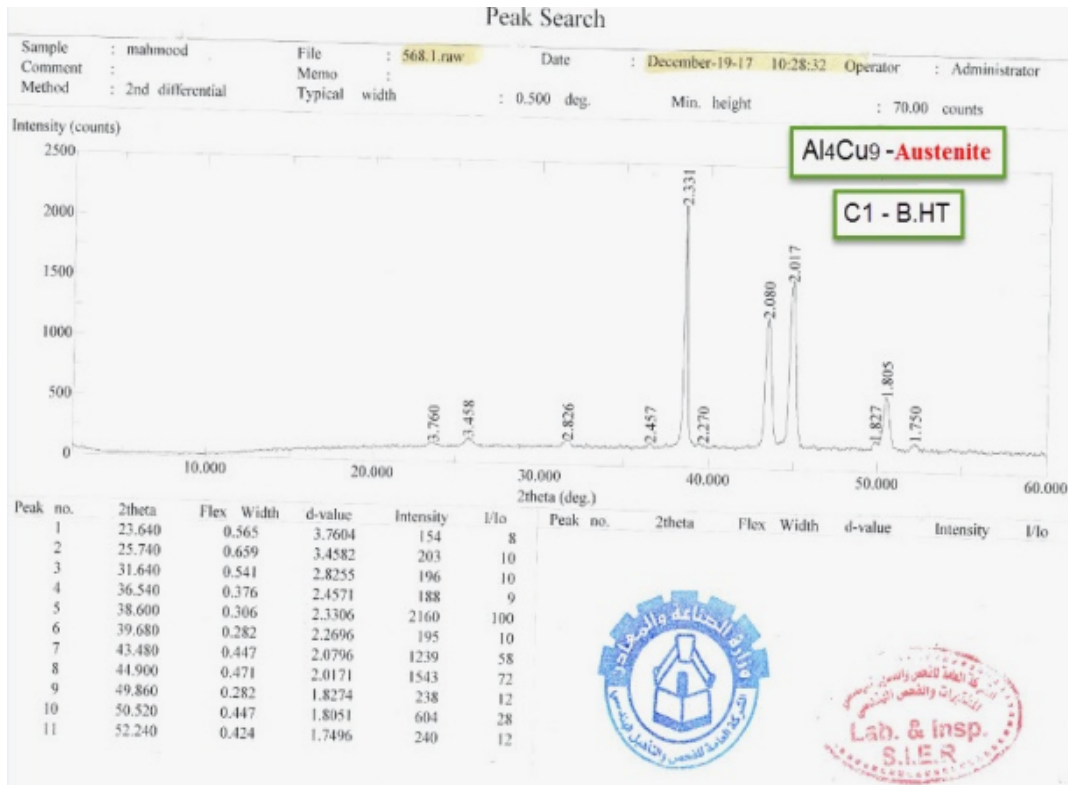 Peak Search
Sample : mahmood File : 568.1.raw Date : December-19-17 10:28:32 Operator : Administrator
Comment : Memo :
Method : 2nd differential Typical width : 0.500 deg. Min. height : 70.00 counts
Intensity (counts)
Al4Cu9 -Austenite
C1 - B.HT
2500
2000
1500
1000
500
0
3.760
3.458
2.826
2.457
2.331
2.270
2.080
2.017
1.827
1.805
1.750
10.000 20.000 30.000 40.000 50.000 60.000
2theta (deg.)
Peak no. 2theta Flex Width d-value Intensity I/Io Peak no. 2theta Flex Width d-value Intensity I/Io
1 23.640 0.565 3.7604 154 8
2 25.740 0.659 3.4582 203 10
3 31.640 0.541 2.8255 196 10
4 36.540 0.376 2.4571 188 9
5 38.600 0.306 2.3306 2160 100
6 39.680 0.282 2.2696 195 10
7 43.480 0.447 2.0796 1239 58
8 44.900 0.471 2.0171 1543 72
9 49.860 0.282 1.8274 238 12
10 50.520 0.447 1.8051 604 28
11 52.240 0.424 1.7496 240 12
وزارة الصناعة والمعادن
الشركة العامة للفحص والتأهيل الهندسي
Lab. & insp.
S.I.E.R